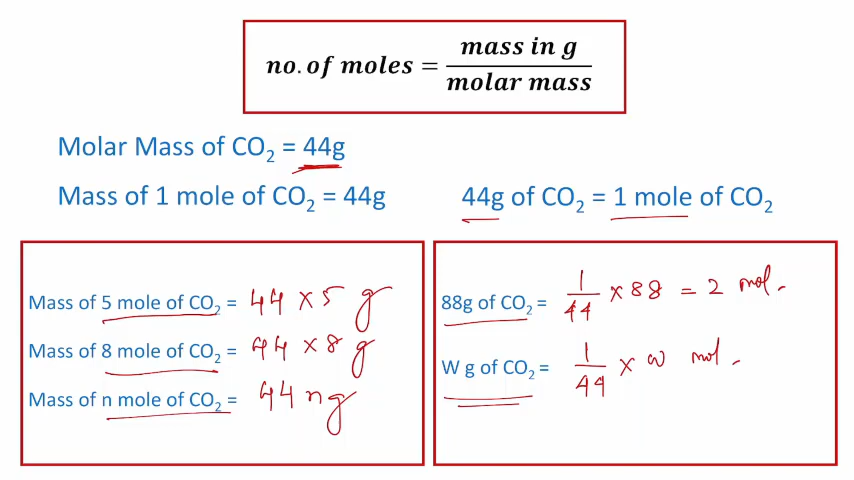 no. of moles = mass in g / molar mass
Molar Mass of CO₂ = 44g
Mass of 1 mole of CO₂ = 44g
44g of CO₂ = 1 mole of CO₂
Mass of 5 mole of CO₂ = 44 × 5 g
Mass of 8 mole of CO₂ = 44 × 8 g
Mass of n mole of CO₂ = 44 n g
88g of CO₂ = 1/44 × 88 = 2 mol.
W g of CO₂ = 1/44 × w mol.